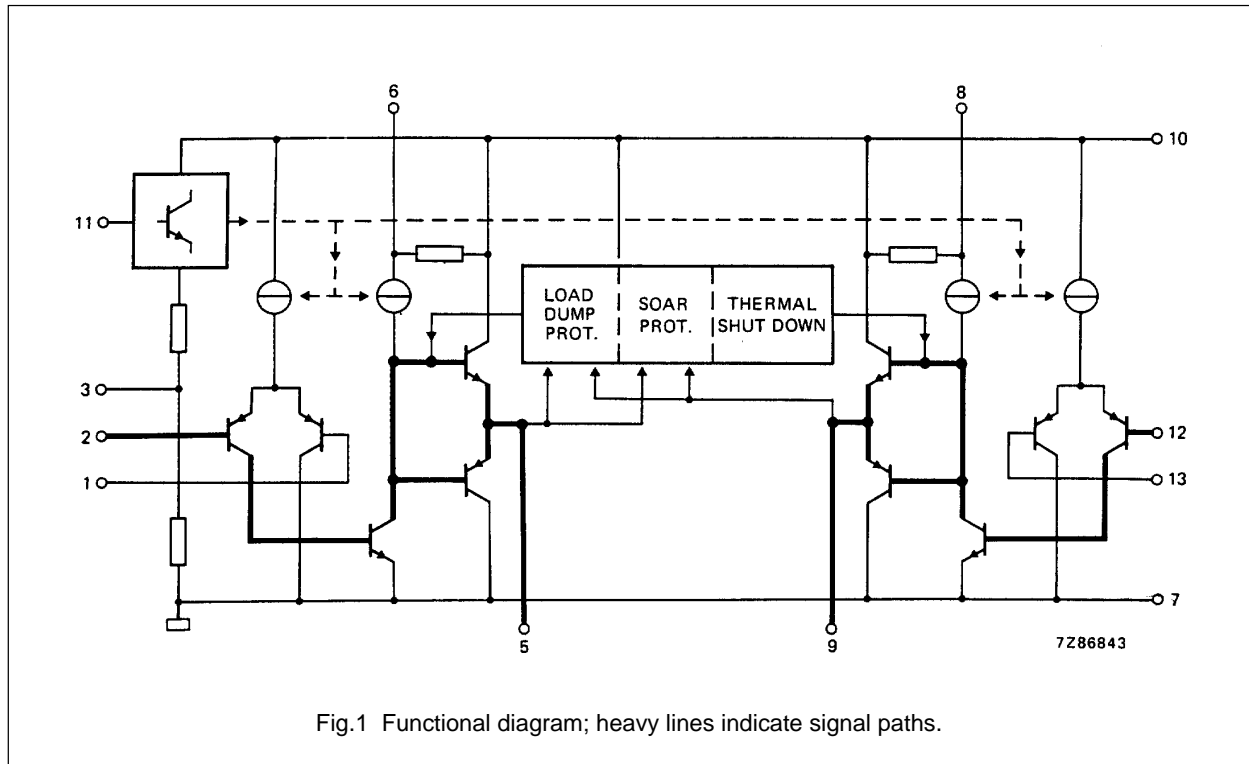 6
8
10
11
LOAD
DUMP
PROT.
SOAR
PROT.
THERMAL
SHUT DOWN
3
2
12
1
13
7
5
9
7Z86843
Fig.1 Functional diagram; heavy lines indicate signal paths.